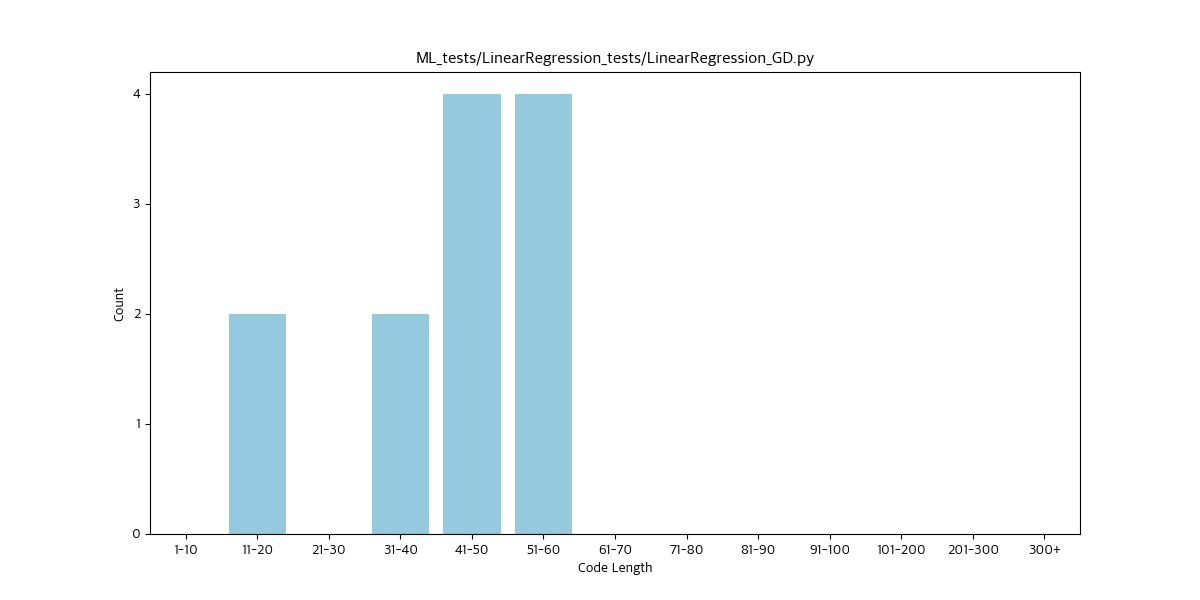 ML_tests/LinearRegression_tests/LinearRegression_GD.py
4
3
2
1
0
Count
1-10 11-20 21-30 31-40 41-50 51-60 61-70 71-80 81-90 91-100 101-200 201-300 300+
Code Length